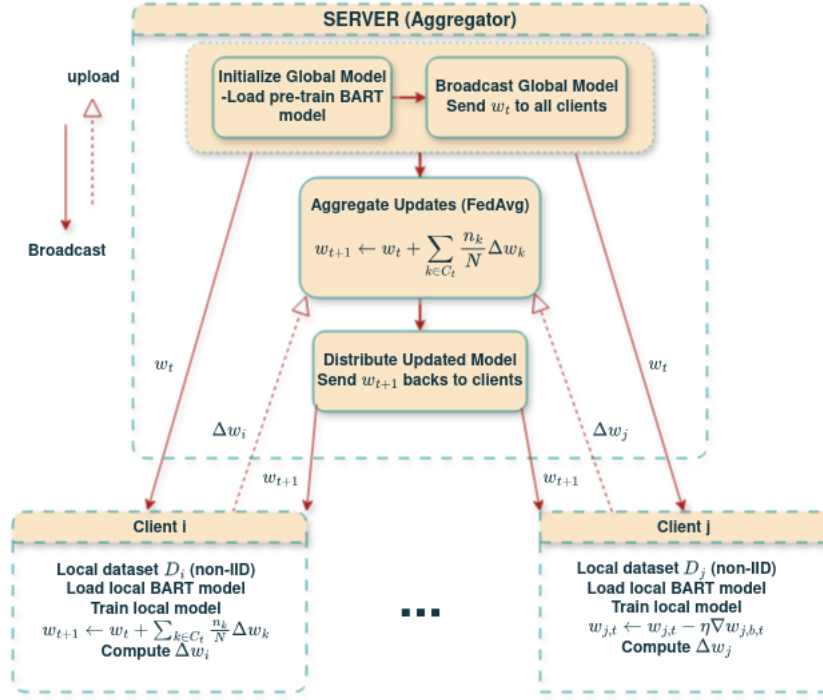 SERVER (Aggregator)
upload
Broadcast
Initialize Global Model
-Load pre-train BART
model
Broadcast Global Model
Send $w_t$ to all clients
Aggregate Updates (FedAvg)
$w_{t+1} \leftarrow w_t + \sum_{k \in C_t} \frac{n_k}{N} \Delta w_k$
Distribute Updated Model
Send $w_{t+1}$ backs to clients
$w_t$
$w_t$
$\Delta w_i$
$\Delta w_j$
$w_{t+1}$
$w_{t+1}$
Client i
Local dataset $D_i$ (non-IID)
Load local BART model
Train local model
$w_{t+1} \leftarrow w_t + \sum_{k \in C_t} \frac{n_k}{N} \Delta w_k$
Compute $\Delta w_i$
...
Client j
Local dataset $D_j$ (non-IID)
Load local BART model
Train local model
$w_{j,t} \leftarrow w_{j,t} - \eta \nabla w_{j,b,t}$
Compute $\Delta w_j$